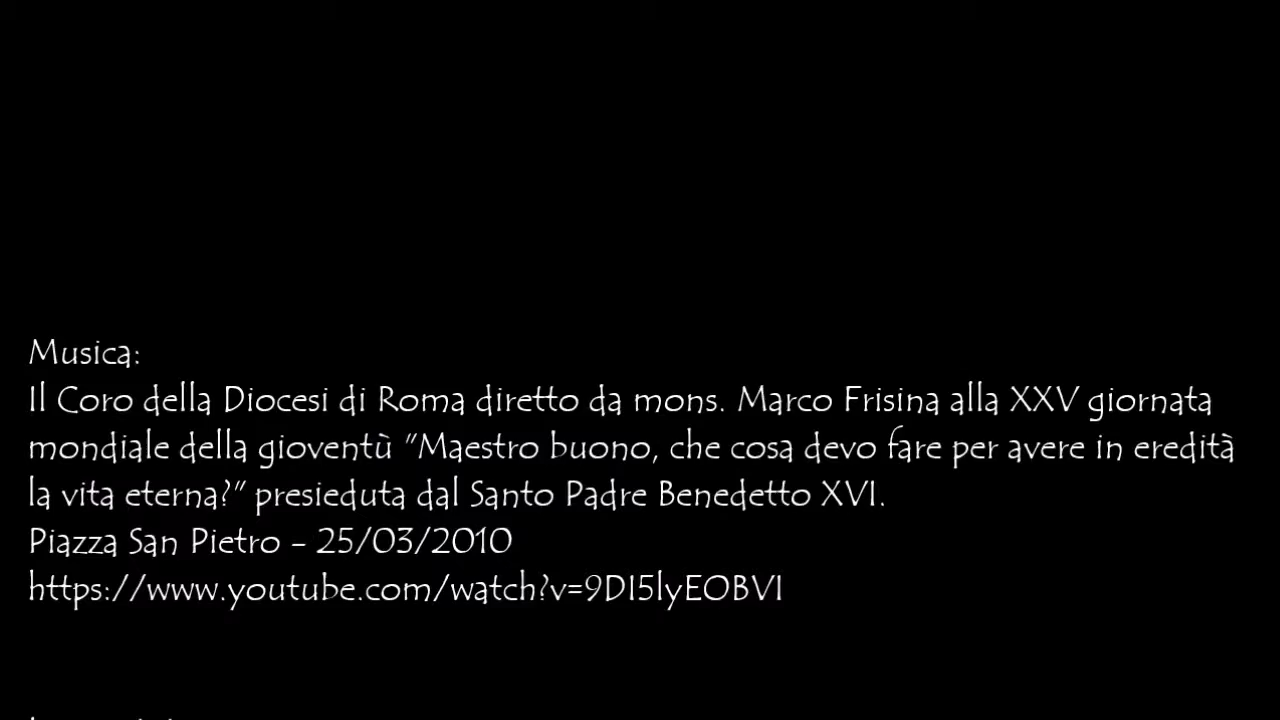 Musica:
Il Coro della Diocesi di Roma diretto da mons. Marco Frisina alla XXV giornata
mondiale della gioventù "Maestro buono, che cosa devo fare per avere in eredità
la vita eterna?" presieduta dal Santo Padre Benedetto XVI.
Piazza San Pietro - 25/03/2010
https://www.youtube.com/watch?v=9DI5lyEOBVI